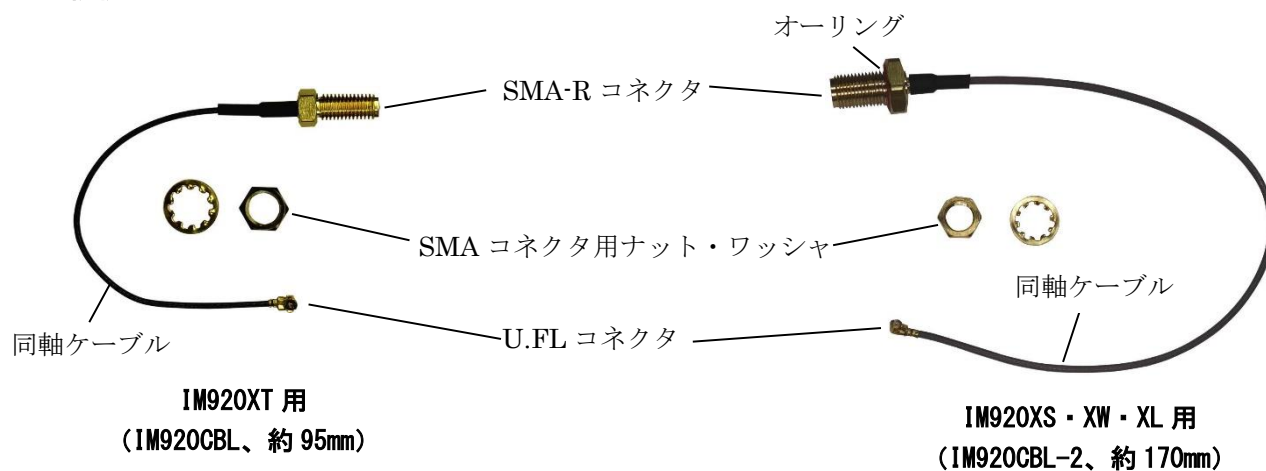 オーリング
SMA-R コネクタ
SMA コネクタ用ナット・ワッシャ
同軸ケーブル
U.FL コネクタ
同軸ケーブル
IM920XT 用
(IM920CBL、約 95mm)
IM920XS・XW・XL 用
(IM920CBL-2、約 170mm)